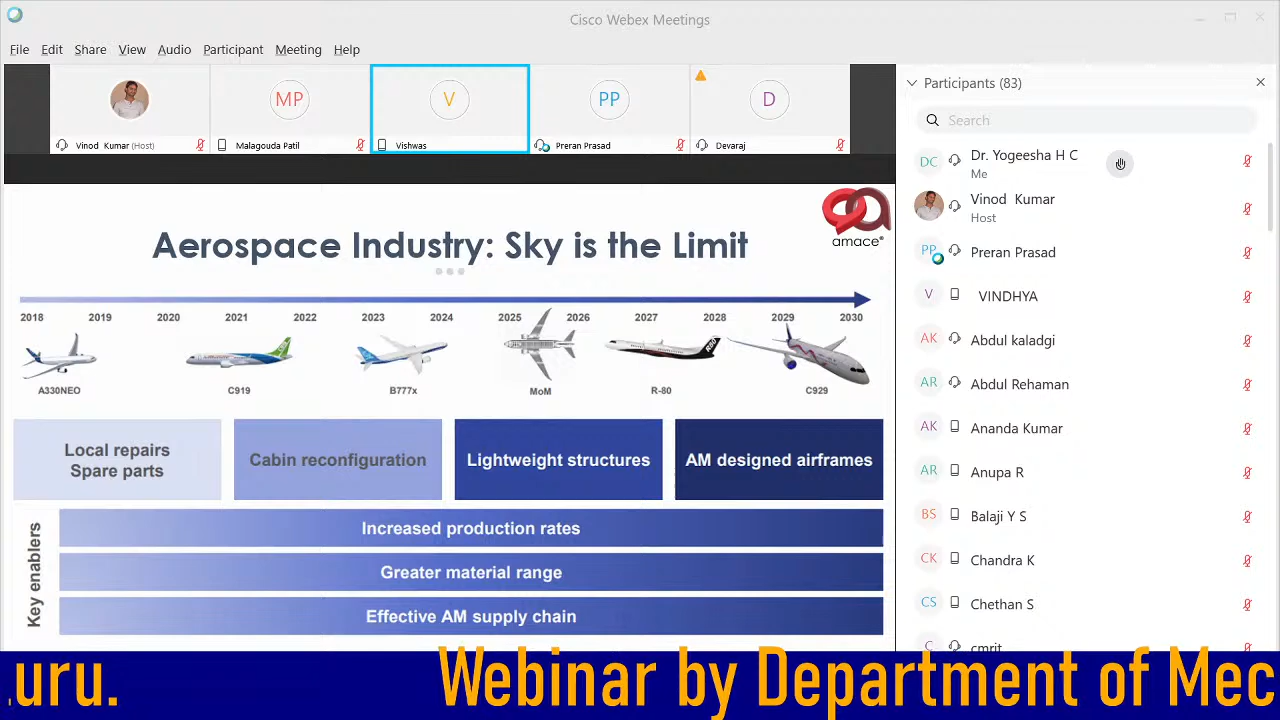 Cisco Webex Meetings
File Edit Share View Audio Participant Meeting Help
MP V PP D
Vinod Kumar (Host) Malagouda Patil Vishwas Preran Prasad Devaraj
amace®
Aerospace Industry: Sky is the Limit
2018 2019 2020 2021 2022 2023 2024 2025 2026 2027 2028 2029 2030
A330NEO C919 B777x MoM R-80 C929
Local repairs
Spare parts
Cabin reconfiguration
Lightweight structures
AM designed airframes
Key enablers
Increased production rates
Greater material range
Effective AM supply chain
Participants (83)
Search
DC Dr. Yogeesha H C
Me
Vinod Kumar
Host
PP Preran Prasad
V VINDHYA
AK Abdul kaladgi
AR Abdul Rehaman
AK Ananda Kumar
AR Anupa R
BS Balaji Y S
CK Chandra K
CS Chethan S
C cmrit
uru. Webinar by Department of Mec